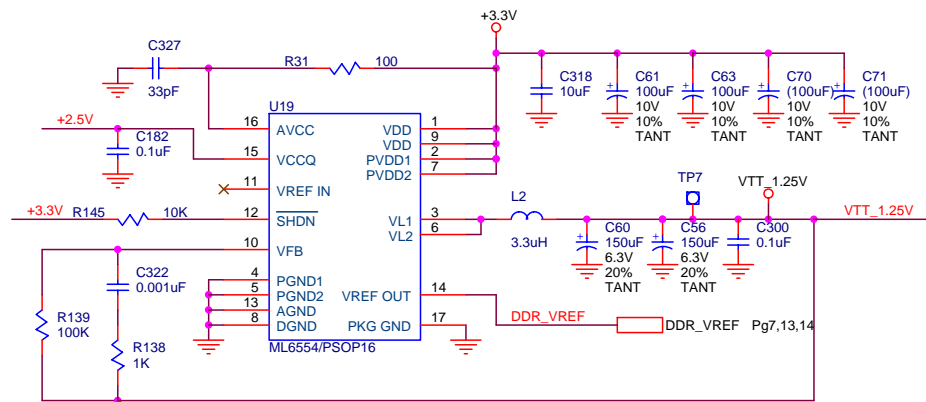 +3.3V
C327
33pF
R31
100
C318
10uF
C61
100uF
10V
10%
TANT
C63
100uF
10V
10%
TANT
C70
(100uF)
10V
10%
TANT
C71
(100uF)
10V
10%
TANT
U19
+2.5V
C182
0.1uF
16
AVCC
15
VCCQ
11
VREF IN
+3.3V
R145
10K
12
SHDN
10
VFB
4
PGND1
5
PGND2
13
AGND
8
DGND
VDD
1
VDD
9
PVDD1
2
PVDD2
7
VL1
3
VL2
6
VREF OUT
14
PKG GND
17
ML6554/PSOP16
L2
3.3uH
TP7
VTT_1.25V
VTT_1.25V
C60
150uF
6.3V
20%
TANT
C56
150uF
6.3V
20%
TANT
C300
0.1uF
C322
0.001uF
R139
100K
R138
1K
DDR_VREF
DDR_VREF Pg7,13,14